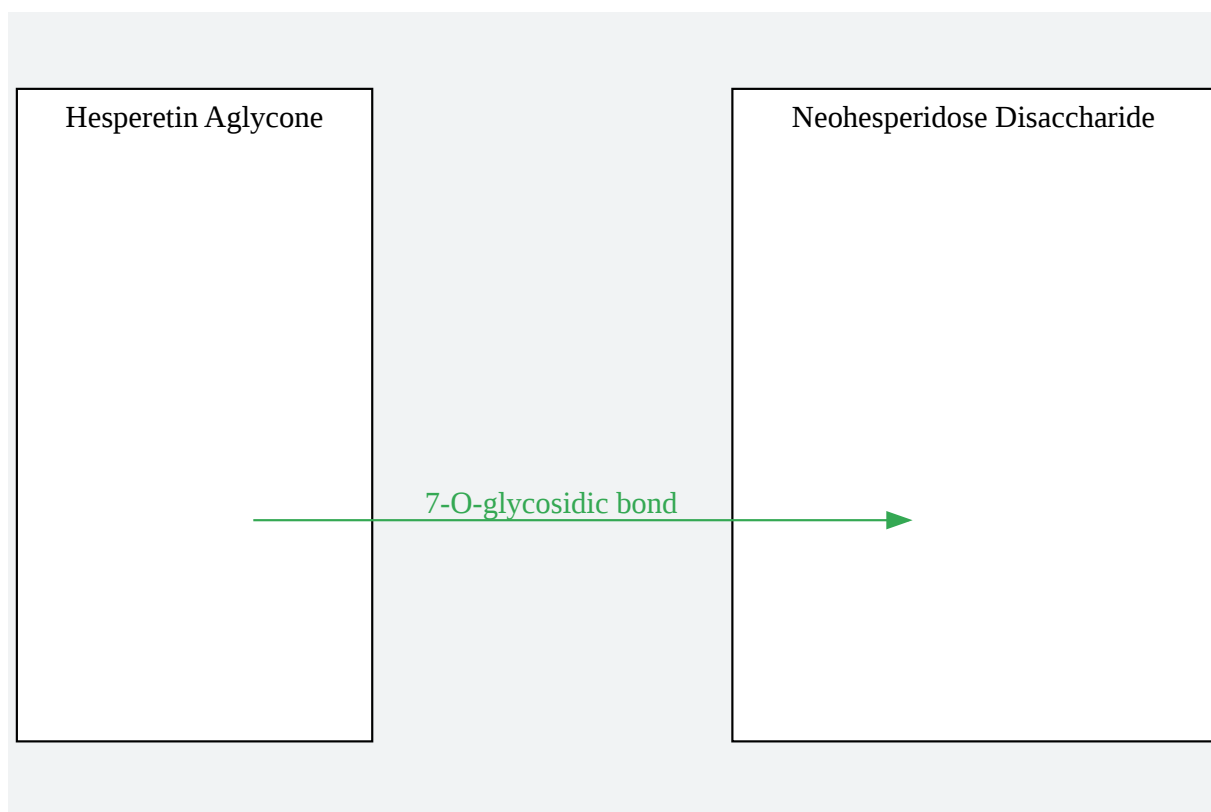 Hesperetin Aglycone
Neohesperidose Disaccharide
7-O-glycosidic bond